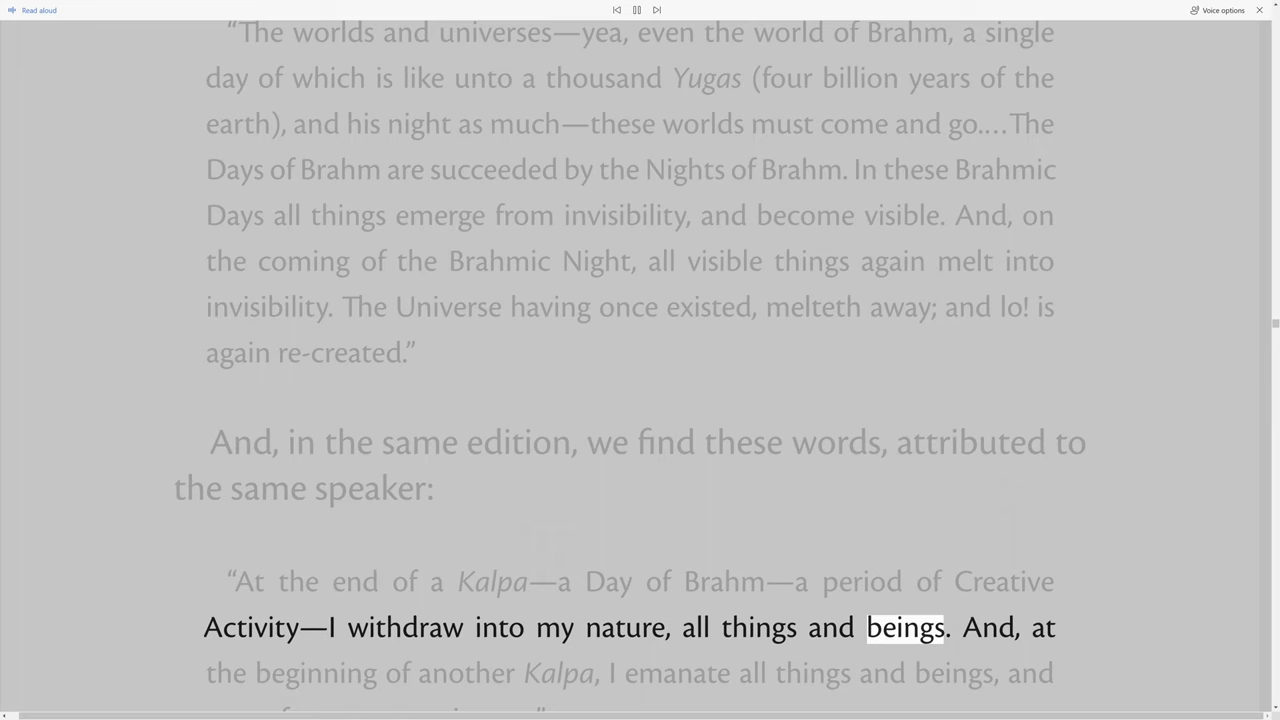 Read aloud
Voice options
“The worlds and universes—yea, even the world of Brahm, a single
day of which is like unto a thousand Yugas (four billion years of the
earth), and his night as much—these worlds must come and go.…The
Days of Brahm are succeeded by the Nights of Brahm. In these Brahmic
Days all things emerge from invisibility, and become visible. And, on
the coming of the Brahmic Night, all visible things again melt into
invisibility. The Universe having once existed, melteth away; and lo! is
again re-created.”
And, in the same edition, we find these words, attributed to
the same speaker:
“At the end of a Kalpa—a Day of Brahm—a period of Creative
Activity—I withdraw into my nature, all things and beings. And, at
the beginning of another Kalpa, I emanate all things and beings, and